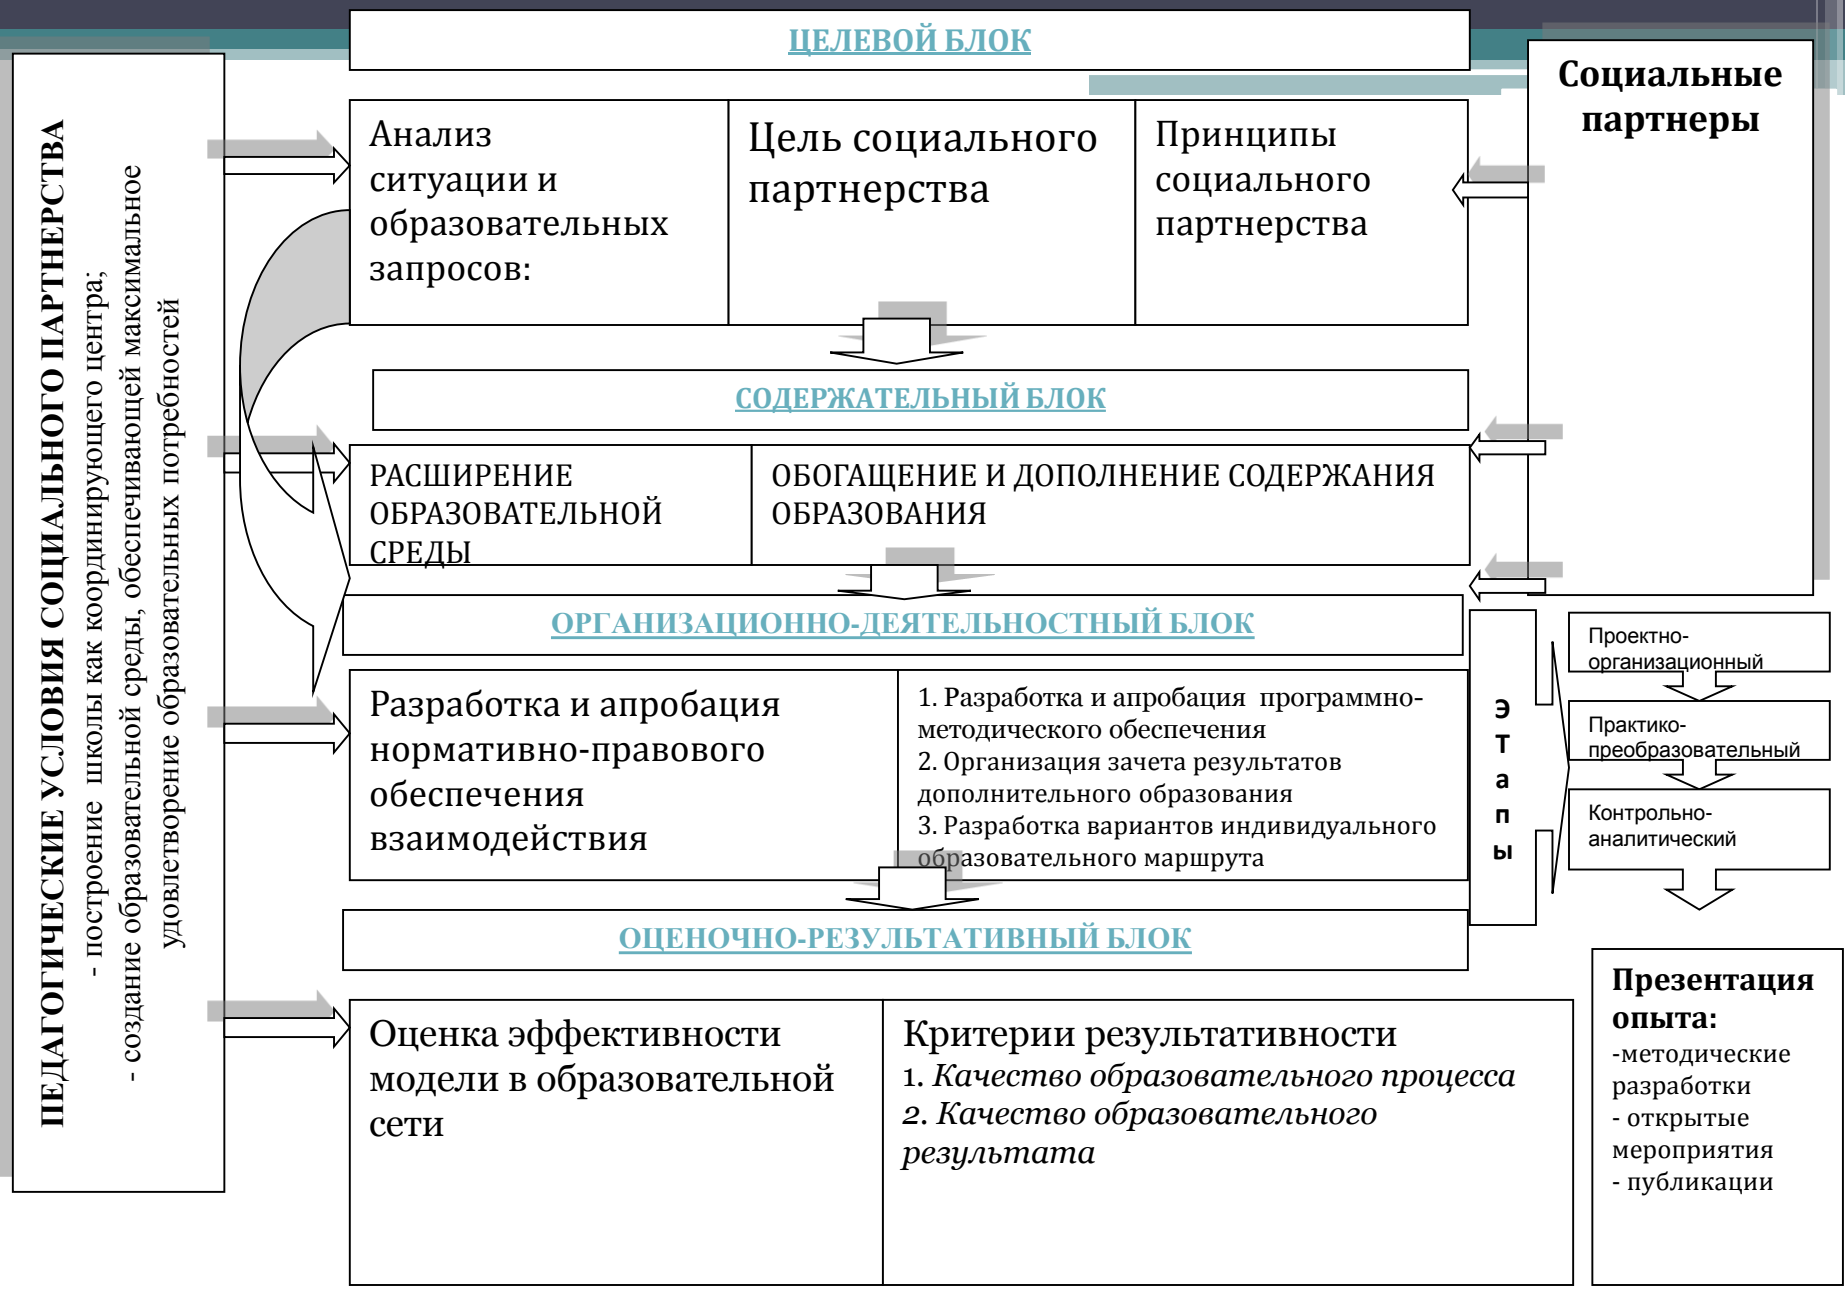 ЦЕЛЕВОЙ БЛОК
ПЕДАГОГИЧЕСКИЕ УСЛОВИЯ СОЦИАЛЬНОГО ПАРТНЕРСТВА
- построение школы как координирующего центра;
- создание образовательной среды, обеспечивающей максимальное
удовлетворение образовательных потребностей
Социальные
партнеры
Анализ
ситуации и
образовательных
запросов:
Цель социального
партнерства
Принципы
социального
партнерства
СОДЕРЖАТЕЛЬНЫЙ БЛОК
РАСШИРЕНИЕ
ОБРАЗОВАТЕЛЬНОЙ
СРЕДЫ
ОБОГАЩЕНИЕ И ДОПОЛНЕНИЕ СОДЕРЖАНИЯ
ОБРАЗОВАНИЯ
ОРГАНИЗАЦИОННО-ДЕЯТЕЛЬНОСТНЫЙ БЛОК
Разработка и апробация
нормативно-правового
обеспечения
взаимодействия
1. Разработка и апробация  программно-
методического обеспечения
2. Организация зачета результатов
дополнительного образования
3. Разработка вариантов индивидуального
образовательного маршрута
Э
Т
а
п
ы
Проектно-
организационный
Практико-
преобразовательный
Контрольно-
аналитический
ОЦЕНОЧНО-РЕЗУЛЬТАТИВНЫЙ БЛОК
Оценка эффективности
модели в образовательной
сети
Критерии результативности
1. Качество образовательного процесса
2. Качество образовательного
результата
Презентация
опыта:
-методические
разработки
- открытые
мероприятия
- публикации